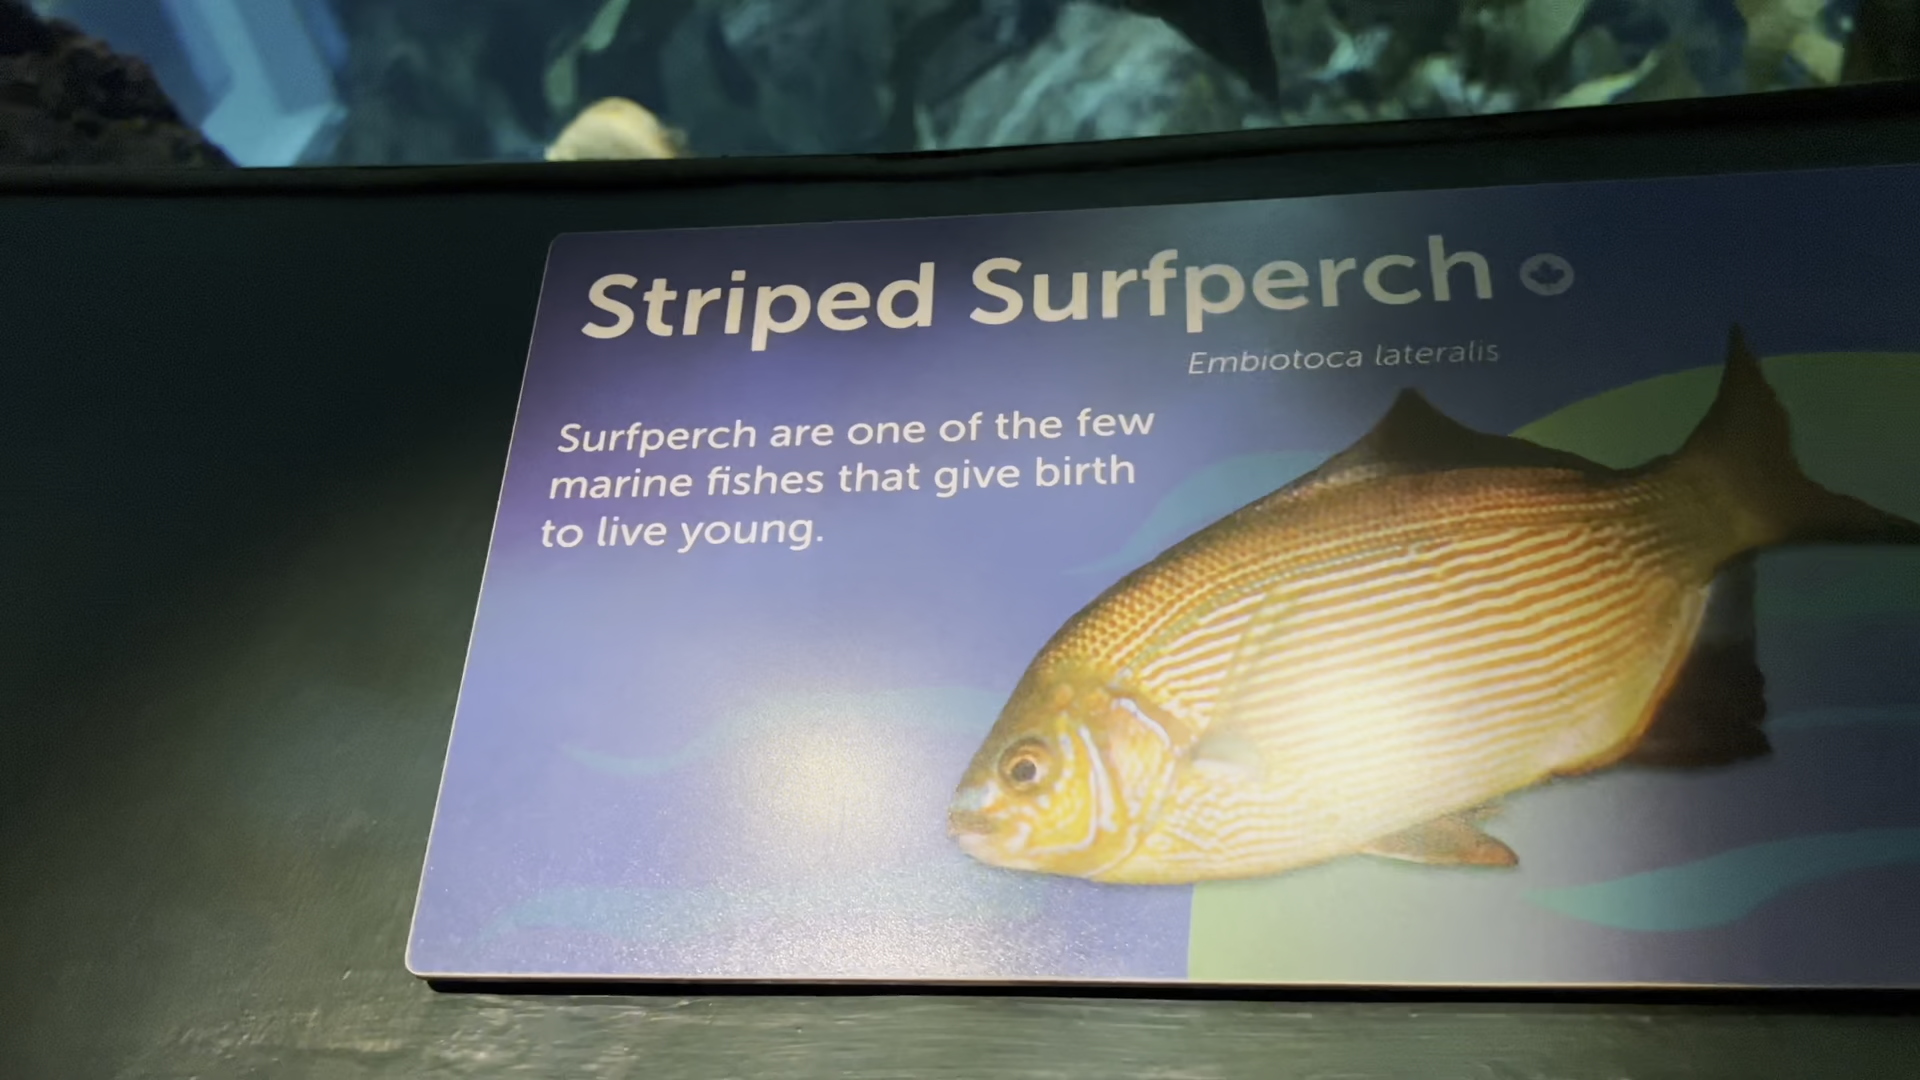 Striped Surfperch
Embiotoca lateralis
Surfperch are one of the few
marine fishes that give birth
to live young.